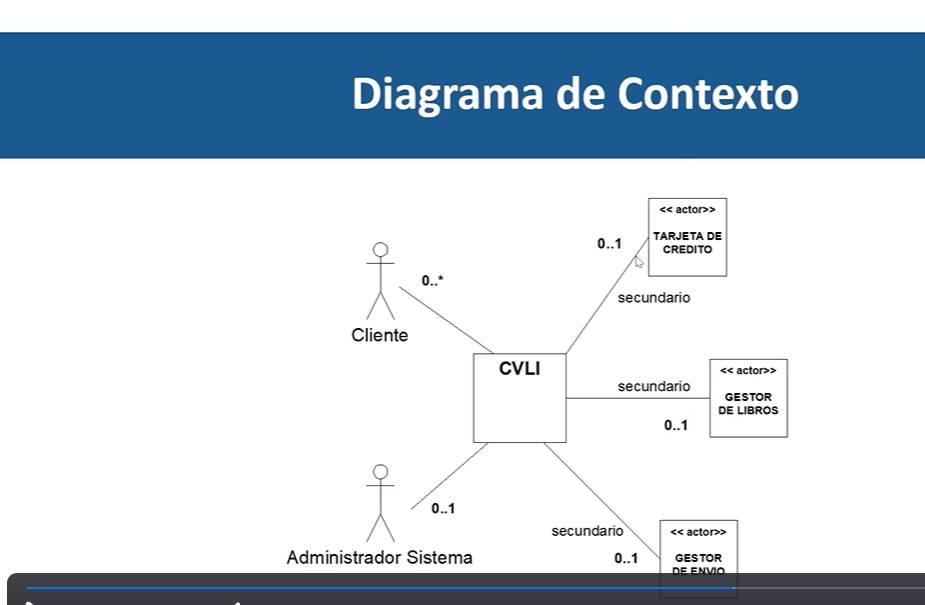 Diagrama de Contexto
<< actor>>
TARJETA DE
CREDITO
0..1
secundario
0..*
Cliente
CVLI
secundario
0..1
<< actor>>
GESTOR
DE LIBROS
0..1
Administrador Sistema
secundario
0..1
<< actor>>
GESTOR
DE ENVIO